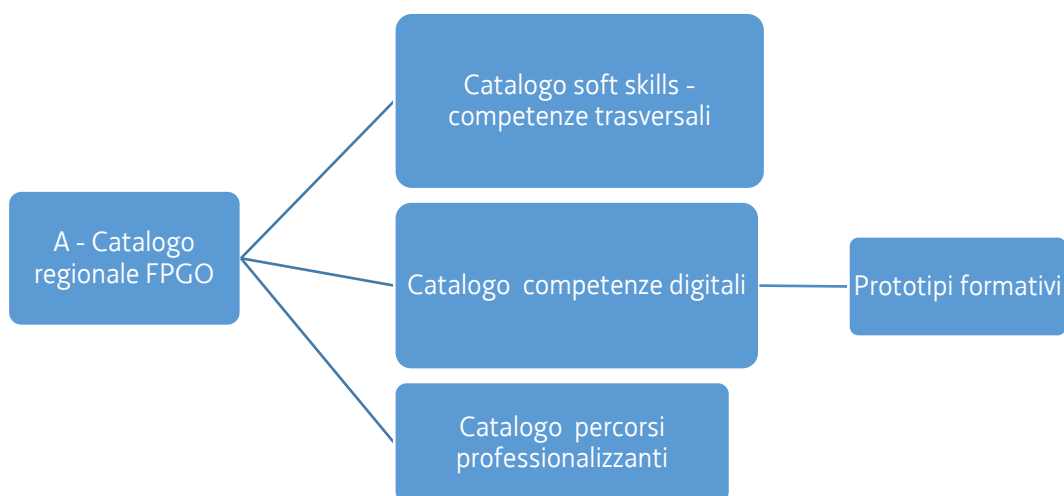 Catalogo soft skills -
competenze trasversali
A - Catalogo
regionale FPGO
Catalogo competenze digitali
Prototipi formativi
Catalogo percorsi
professionalizzanti